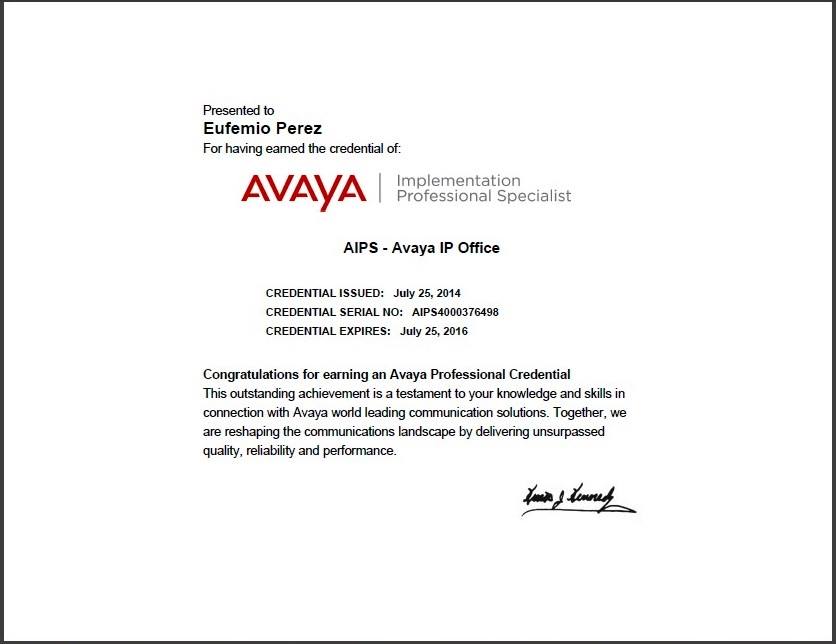 Presented to
Eufemio Perez
For having earned the credential of:
AVAYA | Implementation
Professional Specialist
AIPS - Avaya IP Office
CREDENTIAL ISSUED: July 25, 2014
CREDENTIAL SERIAL NO: AIPS4000376498
CREDENTIAL EXPIRES: July 25, 2016
Congratulations for earning an Avaya Professional Credential
This outstanding achievement is a testament to your knowledge and skills in
connection with Avaya world leading communication solutions. Together, we
are reshaping the communications landscape by delivering unsurpassed
quality, reliability and performance.